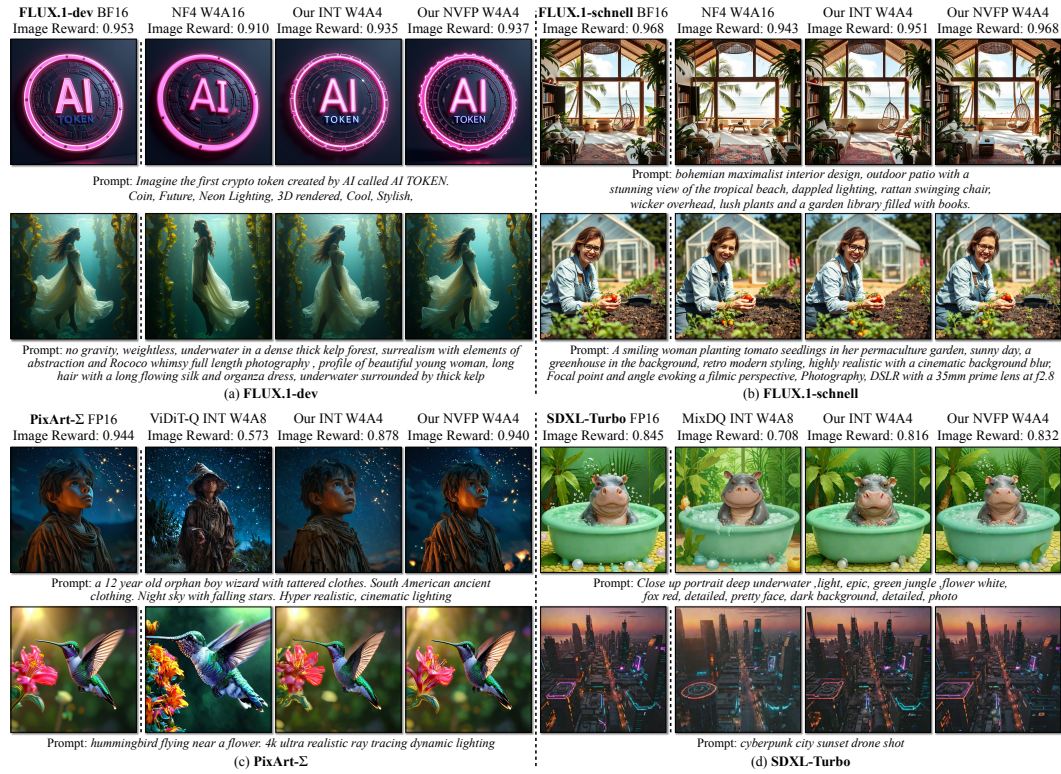 FLUX.1-dev BF16 NF4 W4A16 Our INT W4A4 Our NVFP W4A4
Image Reward: 0.953 Image Reward: 0.910 Image Reward: 0.935 Image Reward: 0.937
AI TOKEN
AI
AI TOKEN
AI TOKEN
Prompt: Imagine the first crypto token created by AI called AI TOKEN.
Coin, Future, Neon Lighting, 3D rendered, Cool, Stylish,
Prompt: no gravity, weightless, underwater in a dense thick kelp forest, surrealism with elements of
abstraction and Rococo whimsy full length photography , profile of beautiful young woman, long
hair with a long flowing silk and organza dress, underwater surrounded by thick kelp
(a) FLUX.1-dev
FLUX.1-schnell BF16 NF4 W4A16 Our INT W4A4 Our NVFP W4A4
Image Reward: 0.968 Image Reward: 0.943 Image Reward: 0.951 Image Reward: 0.968
Prompt: bohemian maximalist interior design, outdoor patio with a
stunning view of the tropical beach, dappled lighting, rattan swinging chair,
wicker overhead, lush plants and a garden library filled with books.
Prompt: A smiling woman planting tomato seedlings in her permaculture garden, sunny day, a
greenhouse in the background, retro modern styling, highly realistic with a cinematic background blur,
Focal point and angle evoking a filmic perspective, Photography, DSLR with a 35mm prime lens at f2.8
(b) FLUX.1-schnell
PixArt-Σ FP16 ViDiT-Q INT W4A8 Our INT W4A4 Our NVFP W4A4
Image Reward: 0.944 Image Reward: 0.573 Image Reward: 0.878 Image Reward: 0.940
Prompt: a 12 year old orphan boy wizard with tattered clothes. South American ancient
clothing. Night sky with falling stars. Hyper realistic, cinematic lighting
Prompt: hummingbird flying near a flower. 4k ultra realistic ray tracing dynamic lighting
(c) PixArt-Σ
SDXL-Turbo FP16 MixDQ INT W4A8 Our INT W4A4 Our NVFP W4A4
Image Reward: 0.845 Image Reward: 0.708 Image Reward: 0.816 Image Reward: 0.832
Prompt: Close up portrait deep underwater ,light, epic, green jungle ,flower white,
fox red, detailed, pretty face, dark background, detailed, photo
Prompt: cyberpunk city sunset drone shot
(d) SDXL-Turbo